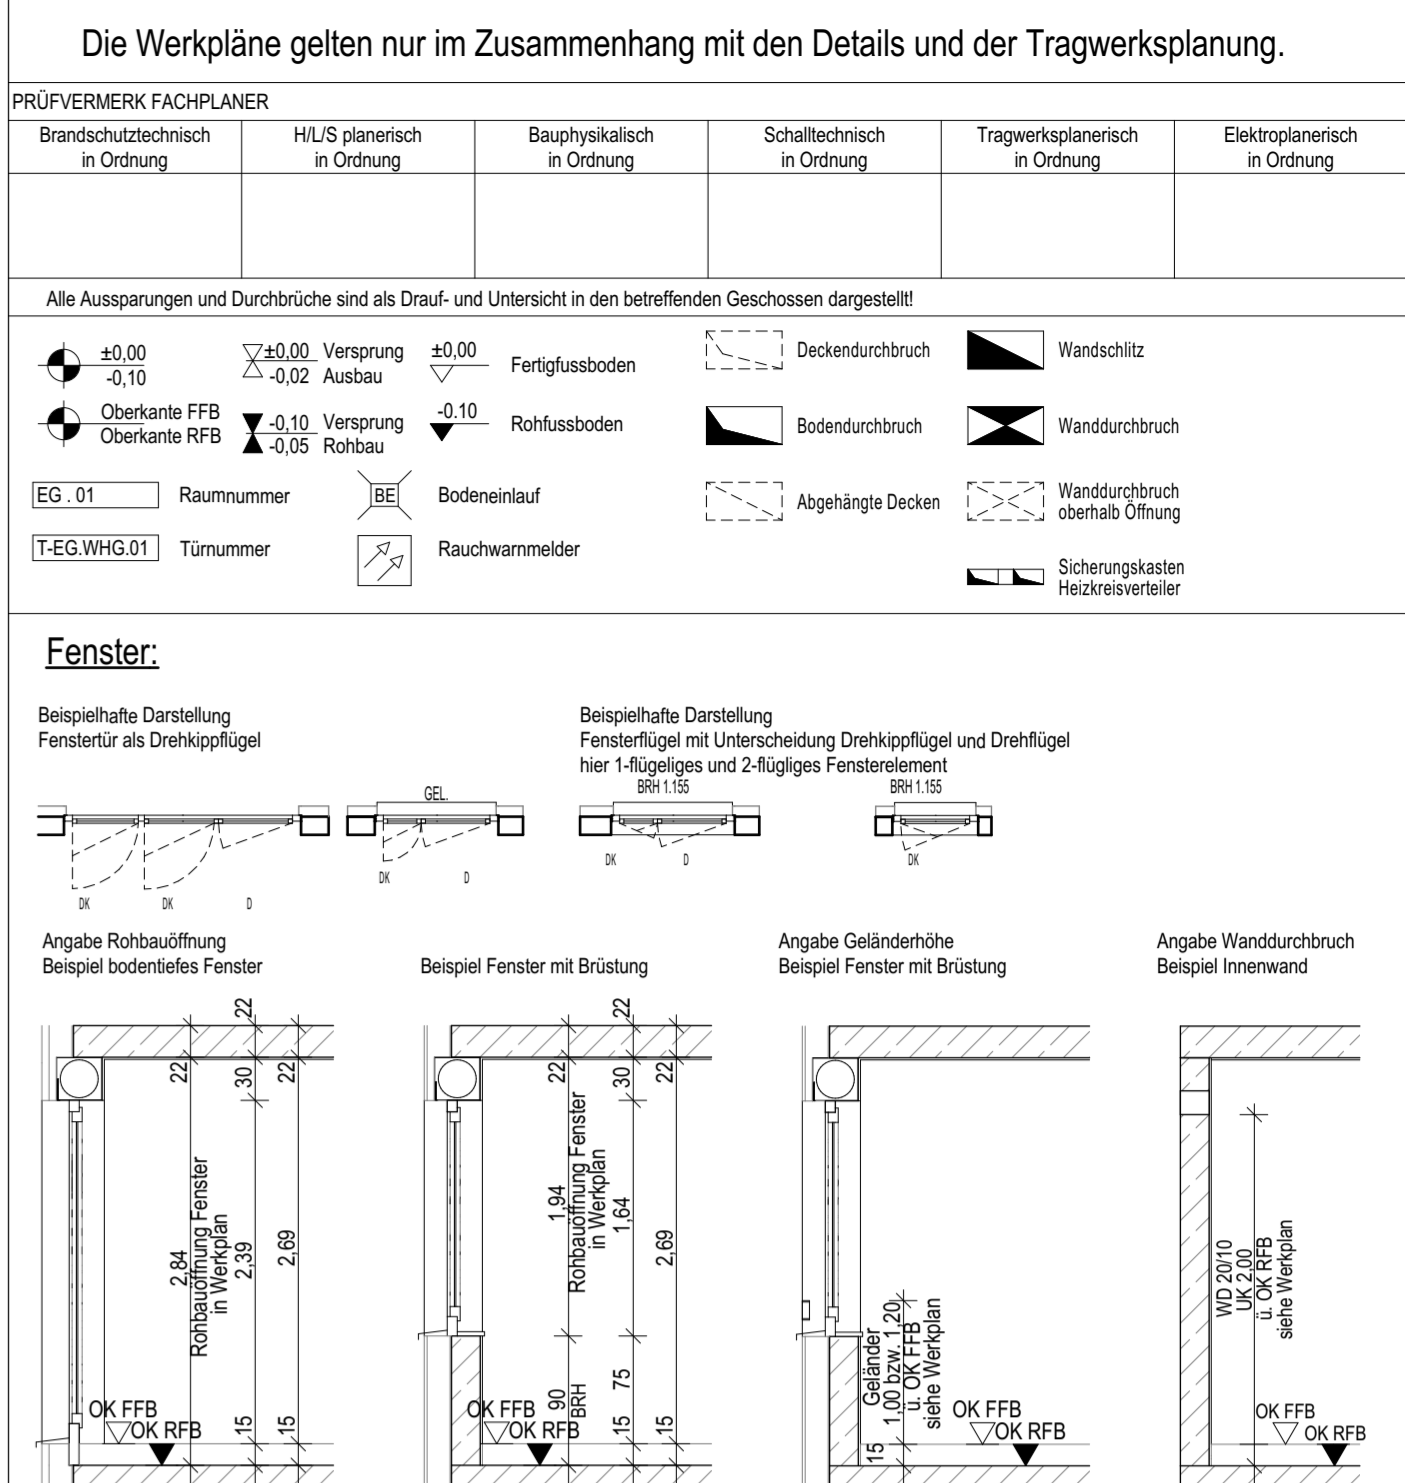 Die Werkpläne gelten nur im Zusammenhang mit den Details und der Tragwerksplanung.
PRÜFVERMERK FACHPLANER
Brandschutztechnisch
in Ordnung
H/L/S planerisch
in Ordnung
Bauphysikalisch
in Ordnung
Schalltechnisch
in Ordnung
Tragwerksplanerisch
in Ordnung
Elektroplanerisch
in Ordnung
Alle Aussparungen und Durchbrüche sind als Drauf- und Untersicht in den betreffenden Geschossen dargestellt!
±0,00
-0,10
±0,00 Versprung
-0,02 Ausbau
±0,00
Fertigfussboden
Deckendurchbruch
Wandschlitz
Oberkante FFB
Oberkante RFB
-0,10 Versprung
-0,05 Rohbau
-0.10
Rohfussboden
Bodendurchbruch
Wanddurchbruch
EG . 01
Raumnummer
BE
Bodeneinlauf
Abgehängte Decken
Wanddurchbruch
oberhalb Öffnung
T-EG.WHG.01
Türnummer
Rauchwarnmelder
Sicherungskasten
Heizkreisverteiler
Fenster:
Beispielhafte Darstellung
Fenstertür als Drehkippflügel
Beispielhafte Darstellung
Fensterflügel mit Unterscheidung Drehkippflügel und Drehflügel
hier 1-flügeliges und 2-flügliges Fensterelement
GEL.
BRH 1.155
BRH 1.155
DK
DK
D
DK
D
DK
D
DK
Angabe Rohbauöffnung
Beispiel bodentiefes Fenster
22
22
30
22
2,84
Rohbauöffnung Fenster
in Werkplan
2,39
2,69
15
15
OK FFB
OK RFB
Beispiel Fenster mit Brüstung
22
22
30
22
1,94
Rohbauöffnung Fenster
in Werkplan
1,64
2,69
90
BRH
75
15
15
OK FFB
OK RFB
Angabe Geländerhöhe
Beispiel Fenster mit Brüstung
Geländer
1,00 bzw. 1,20
ü. OK FFB
siehe Werkplan
15
OK FFB
OK RFB
Angabe Wanddurchbruch
Beispiel Innenwand
WD 20/10
UK 2,00
ü. OK RFB
siehe Werkplan
OK FFB
OK RFB